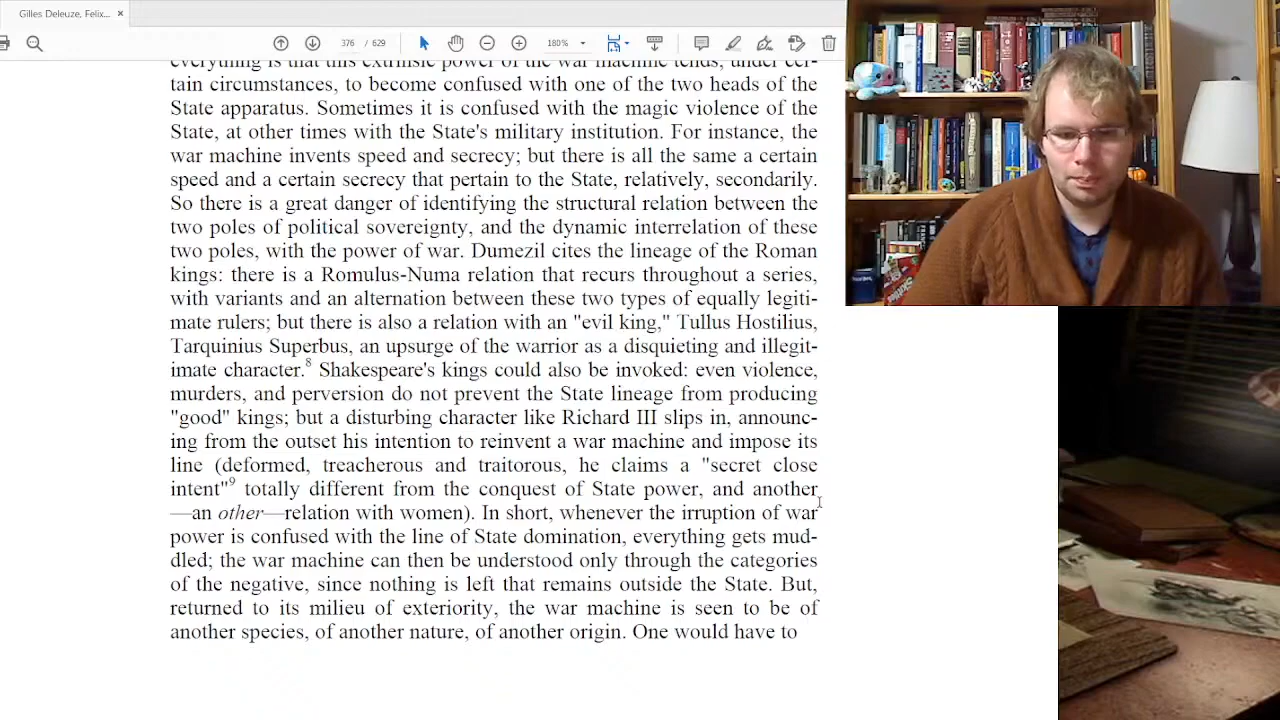 Gilles Deleuze, Felix...
376 / 629
180%
everything is that this extrinsic power of the war machine tends, under cer-
tain circumstances, to become confused with one of the two heads of the
State apparatus. Sometimes it is confused with the magic violence of the
State, at other times with the State's military institution. For instance, the
war machine invents speed and secrecy; but there is all the same a certain
speed and a certain secrecy that pertain to the State, relatively, secondarily.
So there is a great danger of identifying the structural relation between the
two poles of political sovereignty, and the dynamic interrelation of these
two poles, with the power of war. Dumezil cites the lineage of the Roman
kings: there is a Romulus-Numa relation that recurs throughout a series,
with variants and an alternation between these two types of equally legiti-
mate rulers; but there is also a relation with an "evil king," Tullus Hostilius,
Tarquinius Superbus, an upsurge of the warrior as a disquieting and illegit-
imate character.8 Shakespeare's kings could also be invoked: even violence,
murders, and perversion do not prevent the State lineage from producing
"good" kings; but a disturbing character like Richard III slips in, announc-
ing from the outset his intention to reinvent a war machine and impose its
line (deformed, treacherous and traitorous, he claims a "secret close
intent"9 totally different from the conquest of State power, and another
—an other—relation with women). In short, whenever the irruption of war
power is confused with the line of State domination, everything gets mud-
dled; the war machine can then be understood only through the categories
of the negative, since nothing is left that remains outside the State. But,
returned to its milieu of exteriority, the war machine is seen to be of
another species, of another nature, of another origin. One would have to